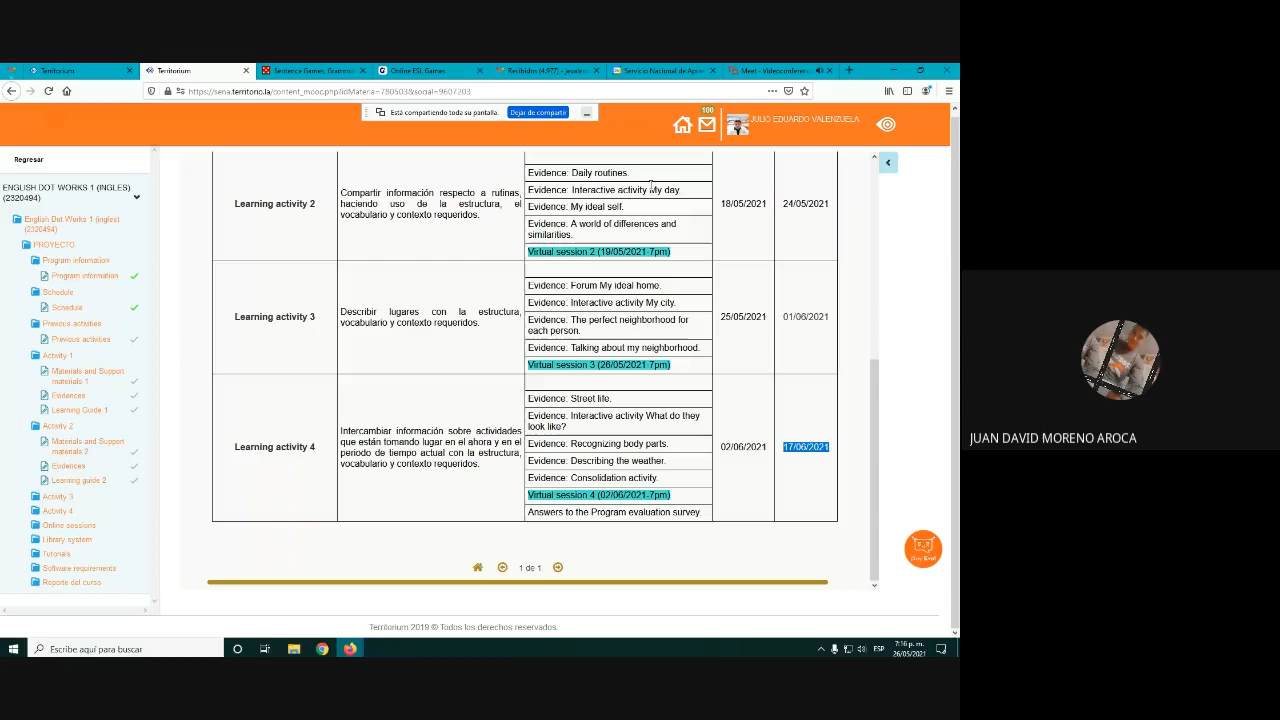 Territorium
Territorium
Sentence Games, Gramma
Online ESL Games
Recibidos (4.977) - javalen
Servicio Nacional de Apren
Meet - Videoconferen
https://sena.territorio.la/content_mooc.php?idMateria=780503&social=9607203
Está compartiendo toda su pantalla.
Dejar de compartir
100
JULIO EDUARDO VALENZUELA
Regresar
ENGLISH DOT WORKS 1 (INGLES)
(2320494)
English Dot Works 1 (ingles)
(2320494)
PROYECTO
Program information
Program information
Schedule
Schedule
Previous activities
Previous activities
Activity 1
Materials and Support
materials 1
Evidences
Learning Guide 1
Activity 2
Materials and Support
materials 2
Evidences
Learning guide 2
Activity 3
Activity 4
Online sessions
Library system
Tutorials
Software requirements
Reporte del curso
Learning activity 2
Compartir información respecto a rutinas,
haciendo uso de la estructura, el
vocabulario y contexto requeridos.
Evidence: Daily routines.
Evidence: Interactive activity My day.
Evidence: My ideal self.
Evidence: A world of differences and
similarities.
Virtual session 2 (19/05/2021-7pm)
18/05/2021
24/05/2021
Learning activity 3
Describir lugares con la estructura,
vocabulario y contexto requeridos.
Evidence: Forum My ideal home.
Evidence: Interactive activity My city.
Evidence: The perfect neighborhood for
each person.
Evidence: Talking about my neighborhood.
Virtual session 3 (26/05/2021 7pm)
25/05/2021
01/06/2021
Learning activity 4
Intercambiar información sobre actividades
que están tomando lugar en el ahora y en el
periodo de tiempo actual con la estructura,
vocabulario y contexto requeridos.
Evidence: Street life.
Evidence: Interactive activity What do they
look like?
Evidence: Recognizing body parts.
Evidence: Describing the weather.
Evidence: Consolidation activity.
Virtual session 4 (02/06/2021-7pm)
Answers to the Program evaluation survey.
02/06/2021
17/06/2021
1 de 1
Territorium 2019 © Todos los derechos reservados.
Escribe aquí para buscar
ESP
7:16 p. m.
26/05/2021
JUAN DAVID MORENO AROCA